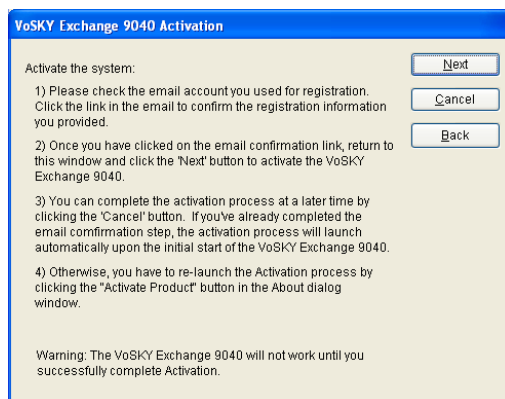 VoSKY Exchange 9040 Activation
Activate the system:
Next
1) Please check the email account you used for registration.
Click the link in the email to confirm the registration information
you provided.
Cancel
2) Once you have clicked on the email confirmation link, return to
this window and click the 'Next' button to activate the VoSKY
Exchange 9040.
Back
3) You can complete the activation process at a later time by
clicking the 'Cancel' button. If you've already completed the
email comfirmation step, the activation process will launch
automatically upon the initial start of the VoSKY Exchange 9040.
4) Otherwise, you have to re-launch the Activation process by
clicking the "Activate Product" button in the About dialog
window.
Warning: The VoSKY Exchange 9040 will not work until you
successfully complete Activation.